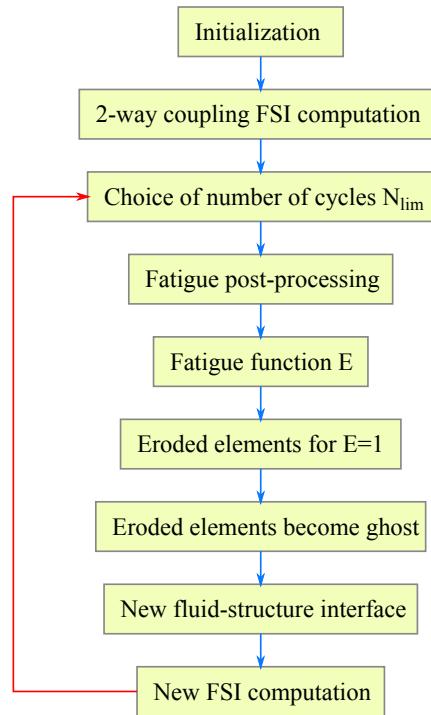 Initialization
2-way coupling FSI computation
Choice of number of cycles Nlim
Fatigue post-processing
Fatigue function E
Eroded elements for E=1
Eroded elements become ghost
New fluid-structure interface
New FSI computation